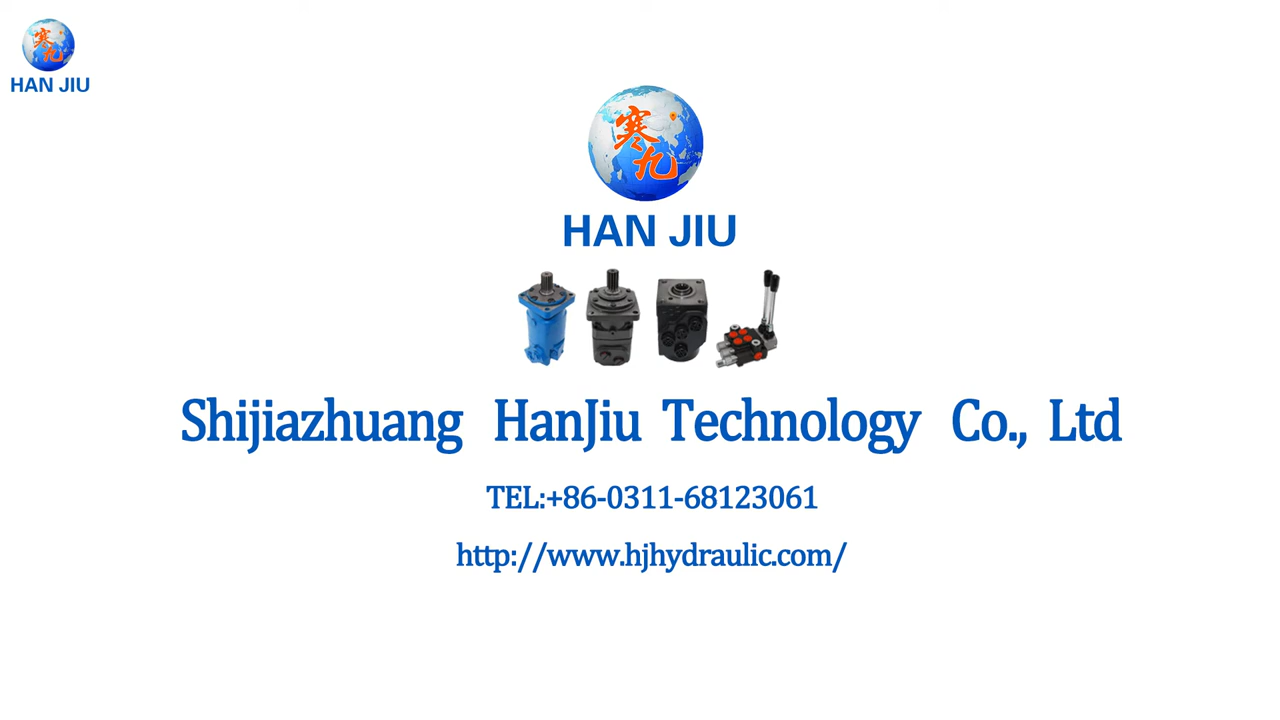 寒九
HAN JIU
寒九
HAN JIU
Shijiazhuang HanJiu Technology Co., Ltd
TEL:+86-0311-68123061
http://www.hjhydraulic.com/